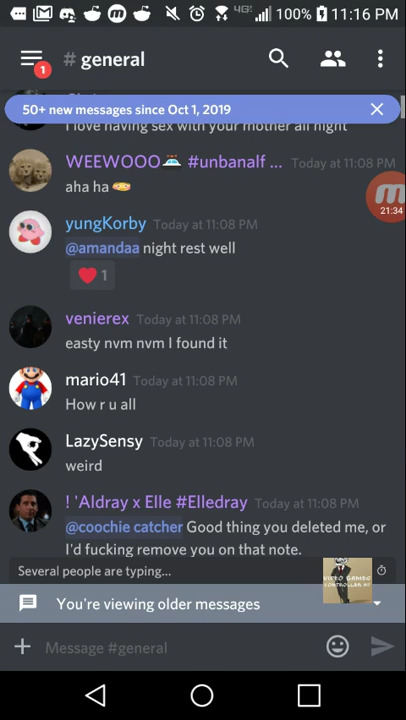 4G 100% 11:16 PM
1
# general
50+ new messages since Oct 1, 2019
I love having sex with your mother all night
WEEWOOO🚓 #unbanalf ... Today at 11:08 PM
aha ha 🌭
21:34
yungKorby Today at 11:08 PM
@amandaa night rest well
❤️ 1
venierex Today at 11:08 PM
easty nvm nvm I found it
mario41 Today at 11:08 PM
How r u all
LazySensy Today at 11:08 PM
weird
! 'Aldray x Elle #Elledray Today at 11:08 PM
@coochie catcher Good thing you deleted me, or
I'd fucking remove you on that note.
Several people are typing...
VIDEO GAMES
CONTROLLER
You're viewing older messages
Message #general